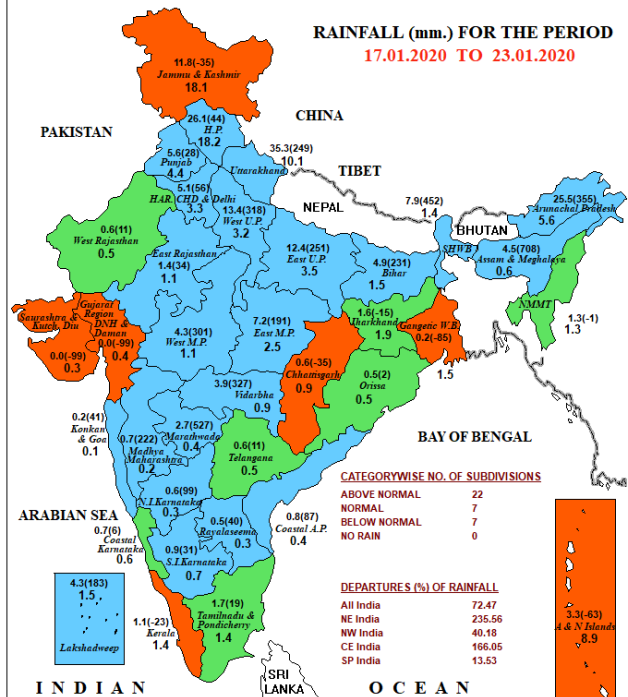 RAINFALL (mm.) FOR THE PERIOD
17.01.2020 TO 23.01.2020
11.8(-35)
Jammu & Kashmir
18.1
CHINA
PAKISTAN
26.1(44)
H.P.
18.2
35.3(249)
10.1
Uttarakhand
5.6(28)
Punjab
4.4
TIBET
5.1(56)
HAR. CHD & Delhi
3.3
NEPAL
7.9(452)
1.4
25.5(355)
Arunachal Pradesh
5.6
13.4(318)
West U.P.
3.2
0.6(11)
West Rajasthan
0.5
BHUTAN
SHWB
East Rajasthan
1.4(34)
1.1
12.4(251)
East U.P.
3.5
4.9(231)
Bihar
1.5
4.5(708)
Assam & Meghalaya
0.6
NMMT
1.3(-1)
1.3
Saurashtra &
Kutch, Diu
0.0(-99)
0.3
Gujarat
Region
DNH &
Daman
0.0(-99)
0.4
4.3(301)
West M.P.
1.1
7.2(191)
East M.P.
2.5
1.6(-15)
Jharkhand
1.9
Gangetic W.B.
0.2(-85)
1.5
0.6(-35)
Chhattisgarh
0.9
0.5(2)
Orissa
0.5
3.9(327)
Vidarbha
0.9
0.2(41)
Konkan
& Goa
0.1
0.7(222)
Madhya
Maharashtra
0.2
2.7(527)
Marathwada
0.4
0.6(11)
Telangana
0.5
BAY OF BENGAL
0.6(99)
N.I.Karnataka
0.3
ARABIAN SEA
0.7(6)
Coastal
Karnataka
0.6
0.5(40)
Rayalaseema
0.3
0.8(87)
Coastal A.P.
0.4
0.9(31)
S.I.Karnataka
0.7
4.3(183)
1.5
Lakshadweep
1.1(-23)
Kerala
1.4
1.7(19)
Tamilnadu &
Pondicherry
1.4
CATEGORYWISE NO. OF SUBDIVISIONS
ABOVE NORMAL 22
NORMAL 7
BELOW NORMAL 7
NO RAIN 0
DEPARTURES (%) OF RAINFALL
All India 72.47
NE India 235.56
NW India 40.18
CE India 166.05
SP India 13.53
3.3(-63)
A & N Islands
8.9
SRI
LANKA
INDIAN OCEAN